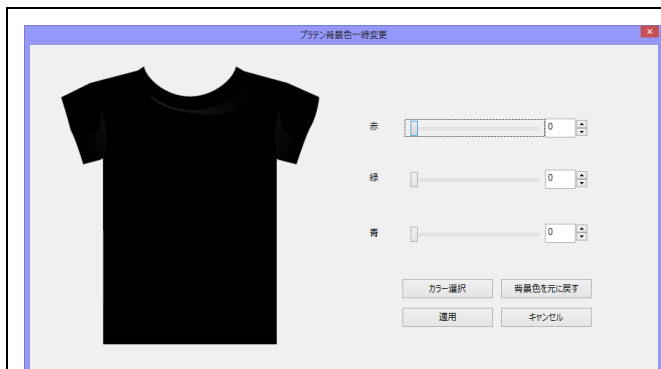 プラテン背景色一時変更
赤 0
緑 0
青 0
カラー選択 背景色を元に戻す
適用 キャンセル